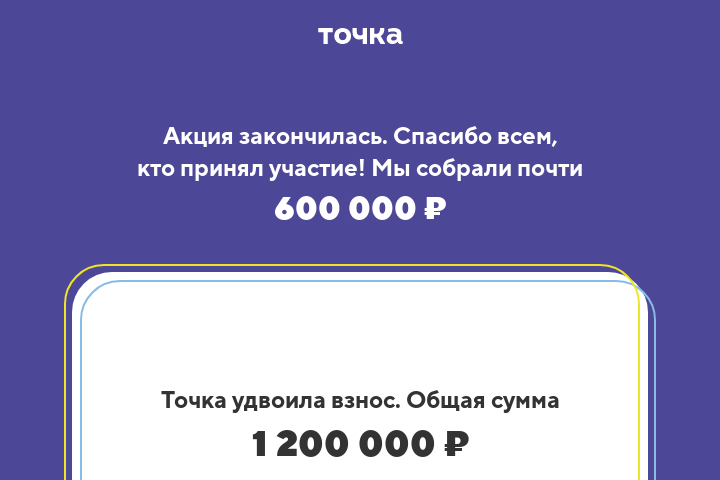 точка
Акция закончилась. Спасибо всем,
кто принял участие! Мы собрали почти
600 000 ₽
Точка удвоила взнос. Общая сумма
1 200 000 ₽